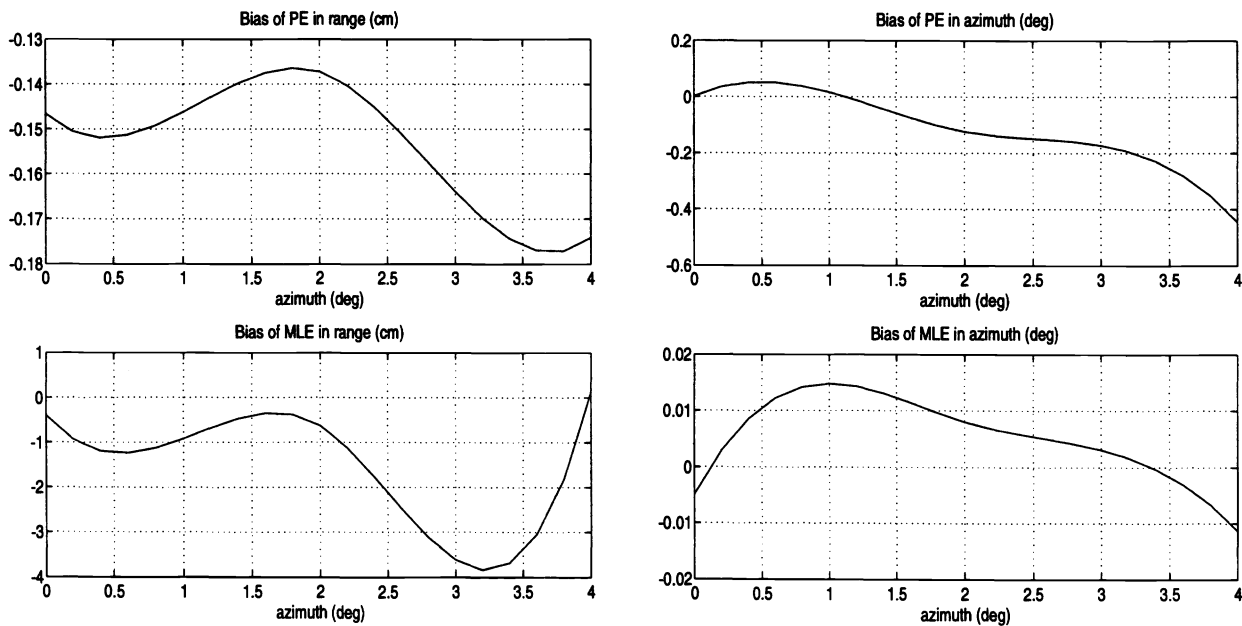 Bias of PE in range (cm)
-0.13
-0.14
-0.15
-0.16
-0.17
-0.18
0 0.5 1 1.5 2 2.5 3 3.5 4
azimuth (deg)
Bias of PE in azimuth (deg)
0.2
0
-0.2
-0.4
-0.6
0 0.5 1 1.5 2 2.5 3 3.5 4
azimuth (deg)
Bias of MLE in range (cm)
1
0
-1
-2
-3
-4
0 0.5 1 1.5 2 2.5 3 3.5 4
azimuth (deg)
Bias of MLE in azimuth (deg)
0.02
0.01
0
-0.01
-0.02
0 0.5 1 1.5 2 2.5 3 3.5 4
azimuth (deg)